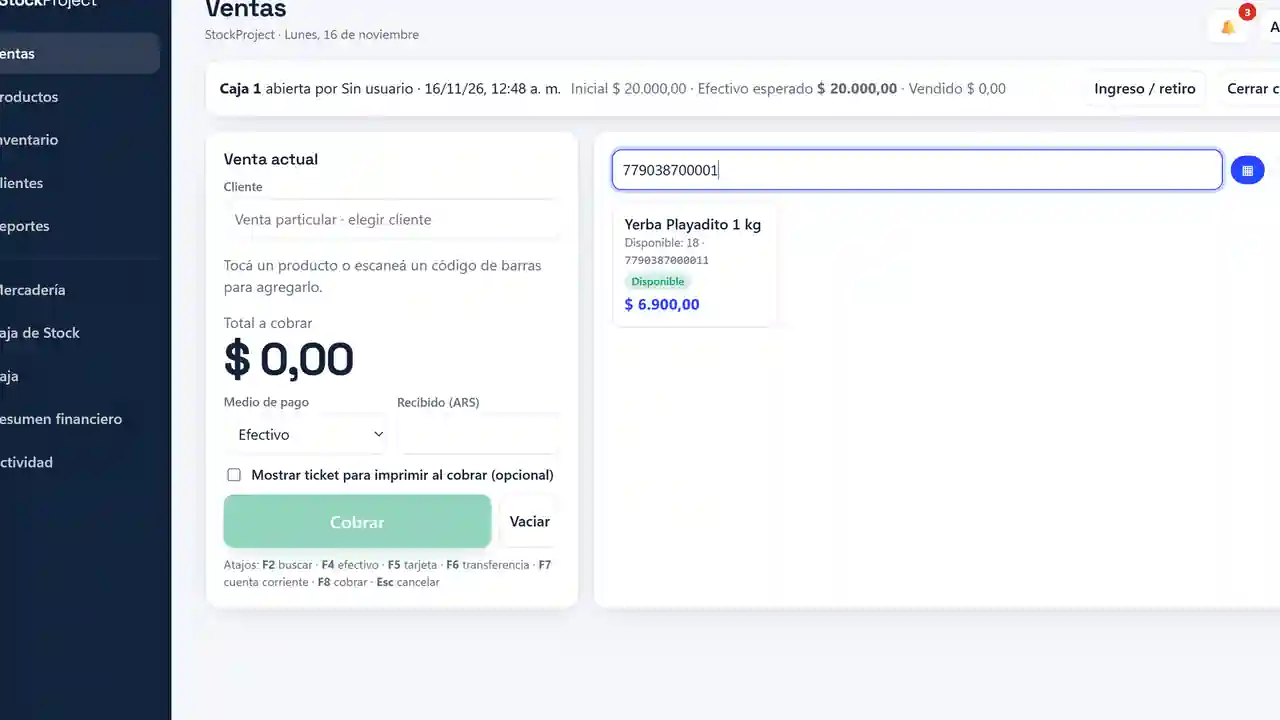 StockProject
entas
roductos
nventario
lientes
eportes
Mercadería
aja de Stock
aja
esumen financiero
ctividad
Ventas
StockProject · Lunes, 16 de noviembre
3
A
Caja 1 abierta por Sin usuario · 16/11/26, 12:48 a. m. Inicial $ 20.000,00 · Efectivo esperado $ 20.000,00 · Vendido $ 0,00
Ingreso / retiro
Cerrar c
Venta actual
Cliente
Venta particular - elegir cliente
Tocá un producto o escaneá un código de barras
para agregarlo.
Total a cobrar
$ 0,00
Medio de pago
Recibido (ARS)
Efectivo
Mostrar ticket para imprimir al cobrar (opcional)
Cobrar
Vaciar
Atajos: F2 buscar · F4 efectivo · F5 tarjeta · F6 transferencia · F7
cuenta corriente · F8 cobrar · Esc cancelar
779038700001
Yerba Playadito 1 kg
Disponible: 18 ·
7790387000011
Disponible
$ 6.900,00